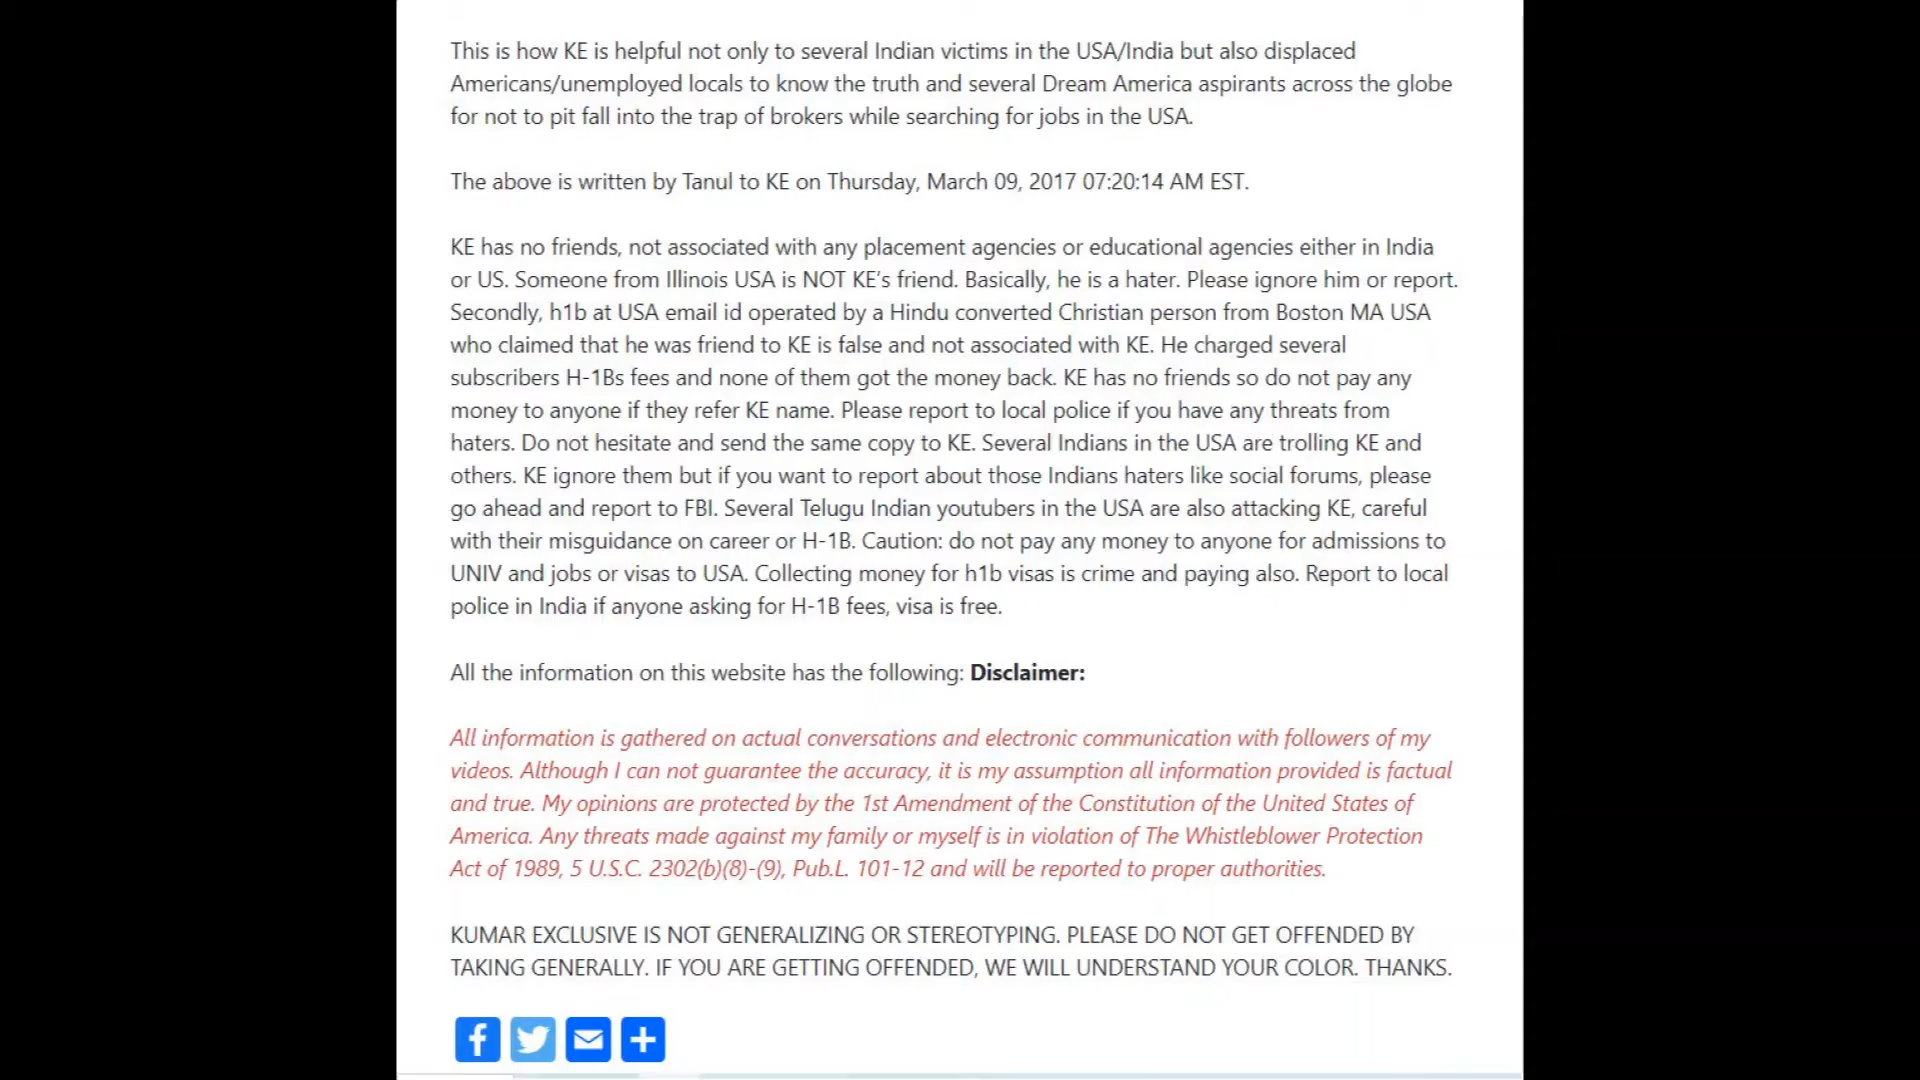 This is how KE is helpful not only to several Indian victims in the USA/India but also displaced
Americans/unemployed locals to know the truth and several Dream America aspirants across the globe
for not to pit fall into the trap of brokers while searching for jobs in the USA.
The above is written by Tanul to KE on Thursday, March 09, 2017 07:20:14 AM EST.
KE has no friends, not associated with any placement agencies or educational agencies either in India
or US. Someone from Illinois USA is NOT KE's friend. Basically, he is a hater. Please ignore him or report.
Secondly, h1b at USA email id operated by a Hindu converted Christian person from Boston MA USA
who claimed that he was friend to KE is false and not associated with KE. He charged several
subscribers H-1Bs fees and none of them got the money back. KE has no friends so do not pay any
money to anyone if they refer KE name. Please report to local police if you have any threats from
haters. Do not hesitate and send the same copy to KE. Several Indians in the USA are trolling KE and
others. KE ignore them but if you want to report about those Indians haters like social forums, please
go ahead and report to FBI. Several Telugu Indian youtubers in the USA are also attacking KE, careful
with their misguidance on career or H-1B. Caution: do not pay any money to anyone for admissions to
UNIV and jobs or visas to USA. Collecting money for h1b visas is crime and paying also. Report to local
police in India if anyone asking for H-1B fees, visa is free.
All the information on this website has the following: Disclaimer:
All information is gathered on actual conversations and electronic communication with followers of my
videos. Although I can not guarantee the accuracy, it is my assumption all information provided is factual
and true. My opinions are protected by the 1st Amendment of the Constitution of the United States of
America. Any threats made against my family or myself is in violation of The Whistleblower Protection
Act of 1989, 5 U.S.C. 2302(b)(8)-(9), Pub.L. 101-12 and will be reported to proper authorities.
KUMAR EXCLUSIVE IS NOT GENERALIZING OR STEREOTYPING. PLEASE DO NOT GET OFFENDED BY
TAKING GENERALLY. IF YOU ARE GETTING OFFENDED, WE WILL UNDERSTAND YOUR COLOR. THANKS.